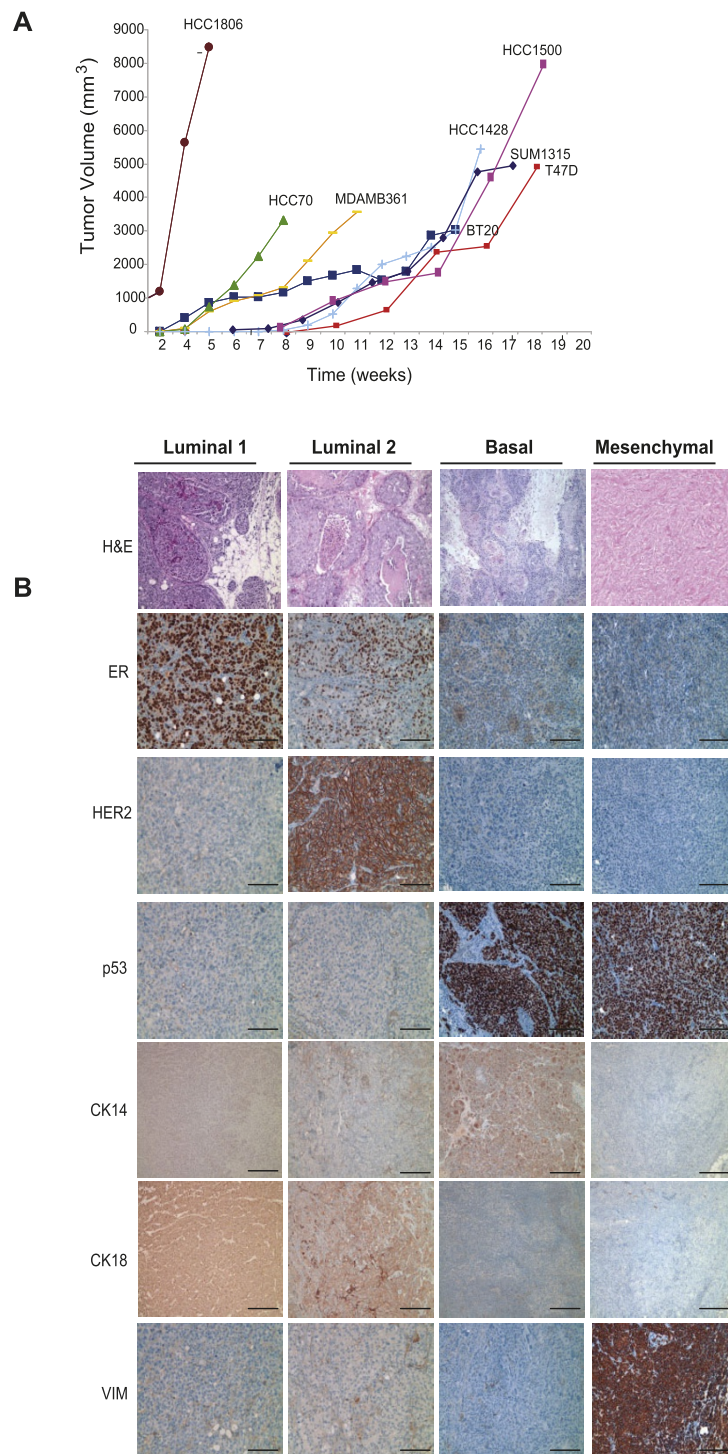 A
Tumor Volume (mm3)
9000
8000
7000
6000
5000
4000
3000
2000
1000
0
HCC1806
HCC70
MDAMB361
HCC1500
HCC1428
SUM1315
T47D
BT20
2 4 5 6 7 8 9 10 11 12 13 14 15 16 17 18 19 20
Time (weeks)
B
Luminal 1 Luminal 2 Basal Mesenchymal
H&E
ER
HER2
p53
CK14
CK18
VIM